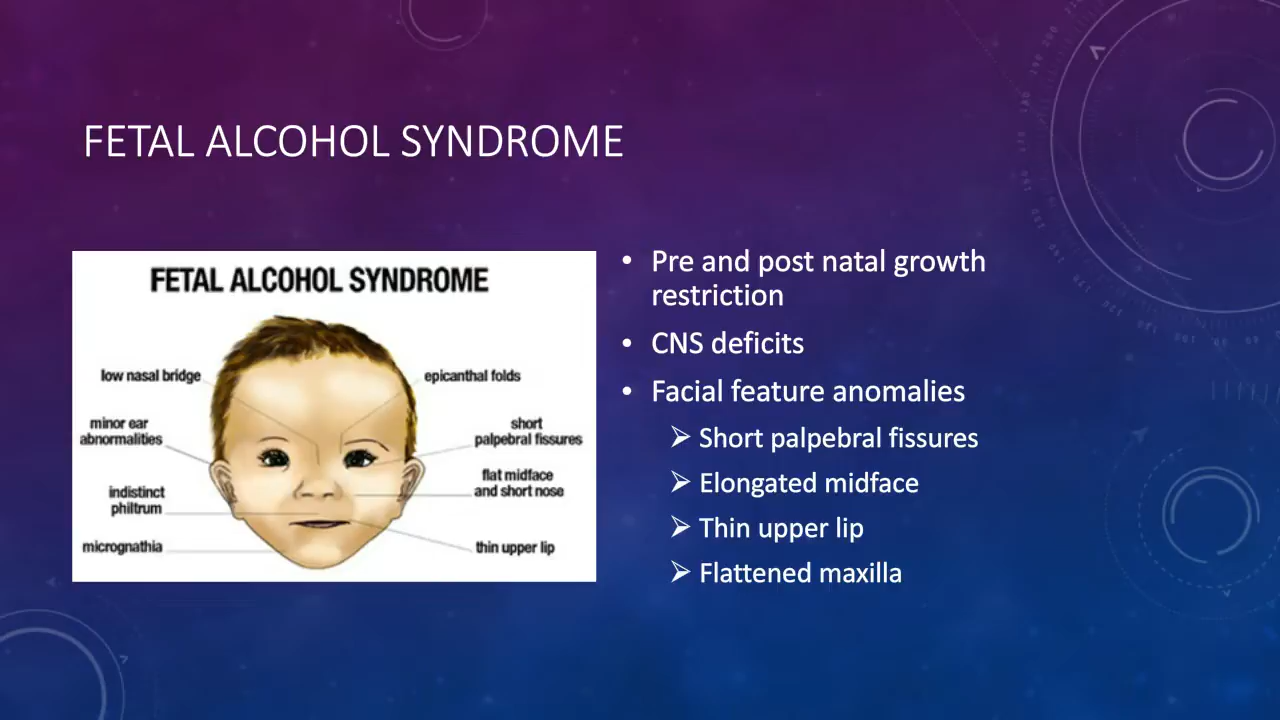 FETAL ALCOHOL SYNDROME
FETAL ALCOHOL SYNDROME
low nasal bridge
epicanthal folds
minor ear
abnormalities
short
palpebral fissures
flat midface
and short nose
indistinct
philtrum
micrognathia
thin upper lip
• Pre and post natal growth
restriction
• CNS deficits
• Facial feature anomalies
➢ Short palpebral fissures
➢ Elongated midface
➢ Thin upper lip
➢ Flattened maxilla